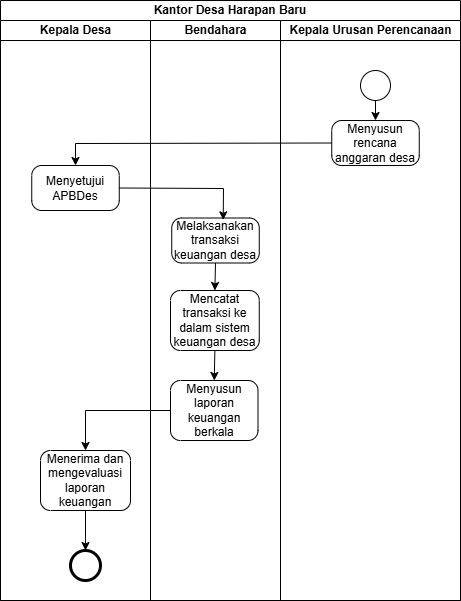 Kantor Desa Harapan Baru
Kepala Desa
Bendahara
Kepala Urusan Perencanaan
Menyusun
rencana
anggaran desa
Menyetujui
APBDes
Melaksanakan
transaksi
keuangan desa
Mencatat
transaksi ke
dalam sistem
keuangan desa
Menyusun
laporan
keuangan
berkala
Menerima dan
mengevaluasi
laporan
keuangan